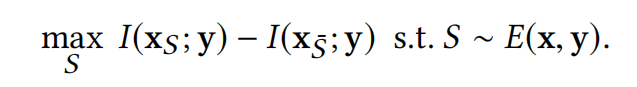 max I(x_S; y) − I(x_S̄; y) s.t. S ∼ E(x, y).
S